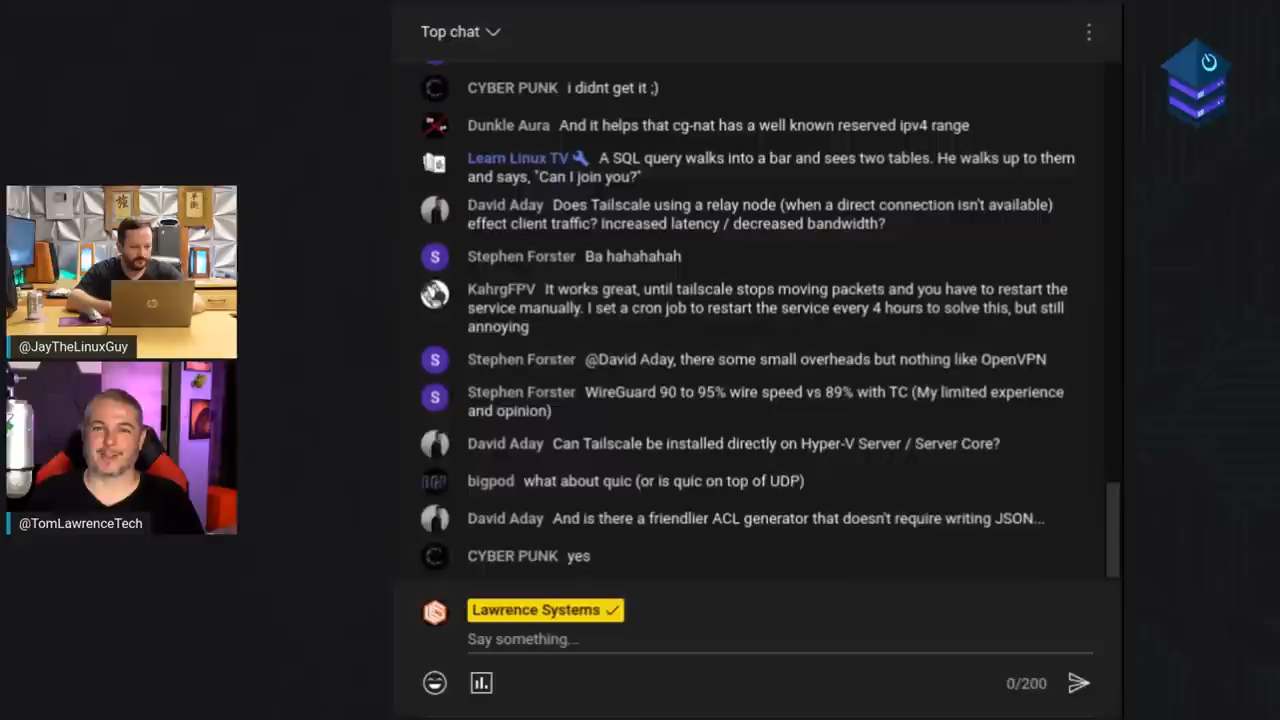 Top chat
CYBER PUNK i didnt get it ;)
Dunkle Aura And it helps that cg-nat has a well known reserved ipv4 range
Learn Linux TV A SQL query walks into a bar and sees two tables. He walks up to them
and says, "Can I join you?"
David Aday Does Tailscale using a relay node (when a direct connection isn't available)
effect client traffic? Increased latency / decreased bandwidth?
Stephen Forster Ba hahahahah
KahrgFPV It works great, until tailscale stops moving packets and you have to restart the
service manually. I set a cron job to restart the service every 4 hours to solve this, but still
annoying
Stephen Forster @David Aday, there some small overheads but nothing like OpenVPN
Stephen Forster WireGuard 90 to 95% wire speed vs 89% with TC (My limited experience
and opinion)
David Aday Can Tailscale be installed directly on Hyper-V Server / Server Core?
bigpod what about quic (or is quic on top of UDP)
David Aday And is there a friendlier ACL generator that doesn't require writing JSON...
CYBER PUNK yes
Lawrence Systems
Say something...
0/200
@JayTheLinuxGuy
@TomLawrenceTech
S
S
S
hp